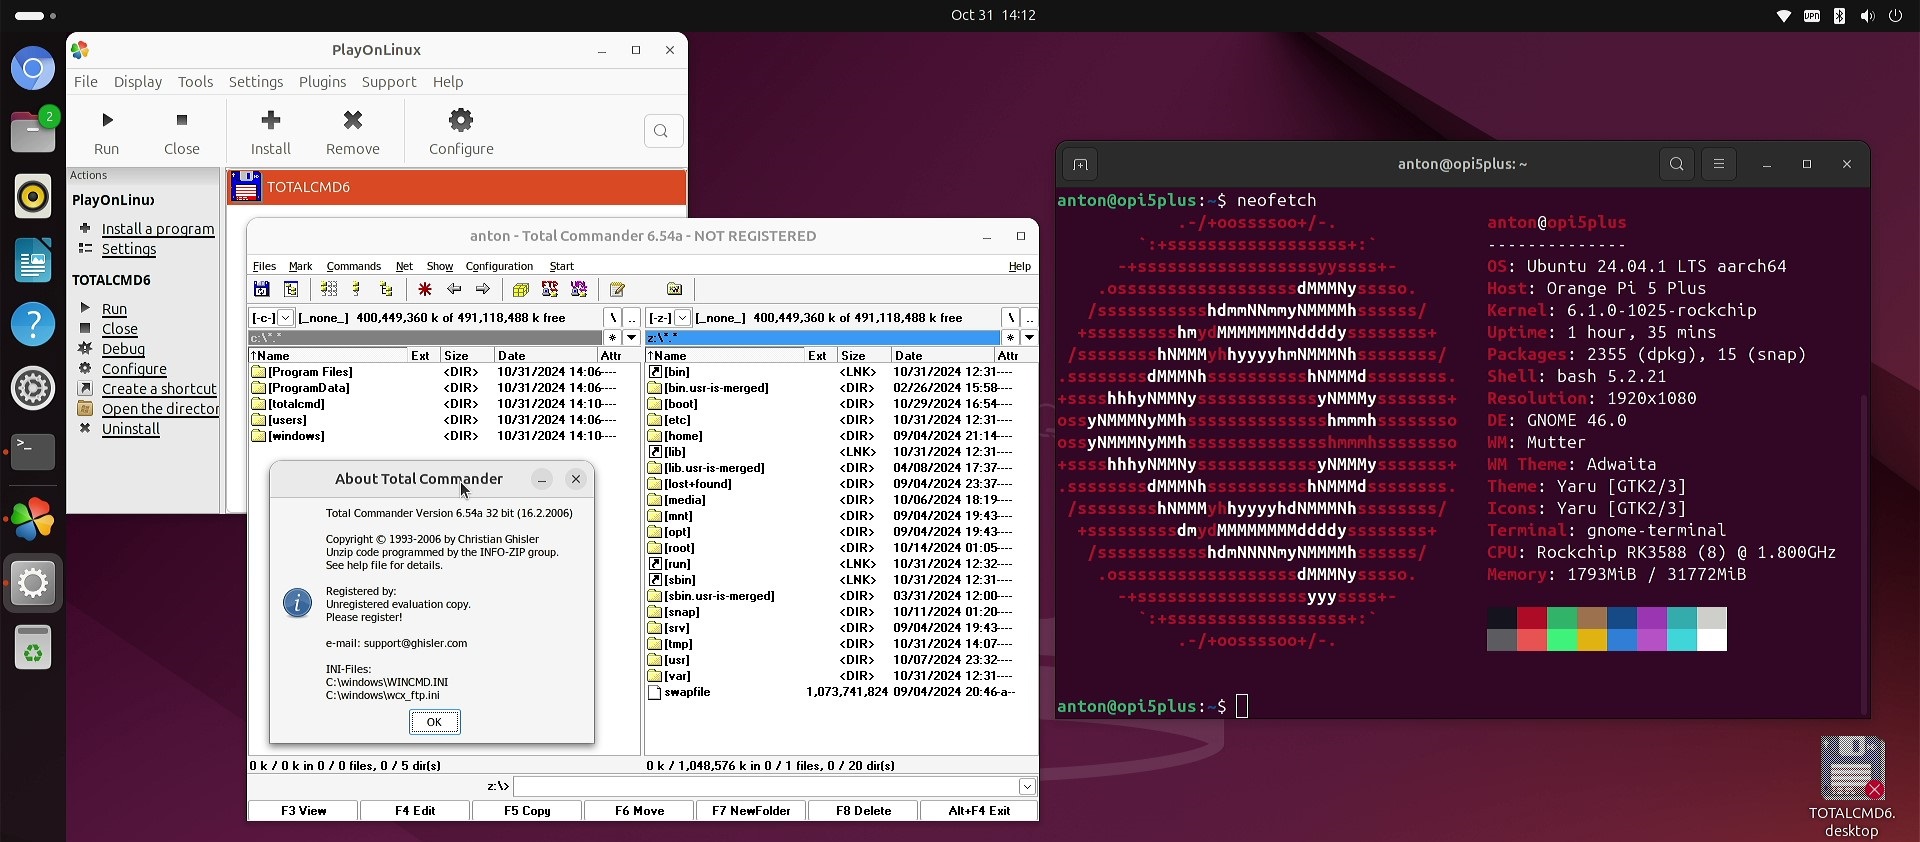 Oct 31 14:12
VPN
2
PlayOnLinux
File Display Tools Settings Plugins Support Help
Run Close Install Remove Configure
Actions
PlayOnLinux
Install a program
Settings
TOTALCMD6
Run
Close
Debug
Configure
Create a shortcut
Open the director
Uninstall
TOTALCMD6
anton - Total Commander 6.54a - NOT REGISTERED
Files Mark Commands Net Show Configuration Start Help
FTP URL
[-c-] [_none_] 400,449,360 k of 491,118,488 k free \ ..
c:\*.* * 
↑Name Ext Size Date Attr
[Program Files] <DIR> 10/31/2024 14:06----
[ProgramData] <DIR> 10/31/2024 14:06----
[totalcmd] <DIR> 10/31/2024 14:10----
[users] <DIR> 10/31/2024 14:06----
[windows] <DIR> 10/31/2024 14:10----
0 k / 0 k in 0 / 0 files, 0 / 5 dir(s)
[-z-] [_none_] 400,449,360 k of 491,118,488 k free \ ..
z:\*.* *
↑Name Ext Size Date Attr
[bin] <LNK> 10/31/2024 12:31----
[bin.usr-is-merged] <DIR> 02/26/2024 15:58----
[boot] <DIR> 10/29/2024 16:54----
[etc] <DIR> 10/31/2024 12:31----
[home] <DIR> 09/04/2024 21:14----
[lib] <LNK> 10/31/2024 12:31----
[lib.usr-is-merged] <DIR> 04/08/2024 17:37----
[lost+found] <DIR> 09/04/2024 23:37----
[media] <DIR> 10/06/2024 18:19----
[mnt] <DIR> 09/04/2024 19:43----
[opt] <DIR> 09/04/2024 19:43----
[root] <DIR> 10/14/2024 01:05----
[run] <LNK> 10/31/2024 12:32----
[sbin] <LNK> 10/31/2024 12:31----
[sbin.usr-is-merged] <DIR> 03/31/2024 12:00----
[snap] <DIR> 10/11/2024 01:20----
[srv] <DIR> 09/04/2024 19:43----
[tmp] <DIR> 10/31/2024 14:07----
[usr] <DIR> 10/07/2024 23:32----
[var] <DIR> 10/31/2024 12:31----
swapfile 1,073,741,824 09/04/2024 20:46-a--
0 k / 1,048,576 k in 0 / 1 files, 0 / 20 dir(s)
z:\>
F3 View F4 Edit F5 Copy F6 Move F7 NewFolder F8 Delete Alt+F4 Exit
About Total Commander
Total Commander Version 6.54a 32 bit (16.2.2006)
Copyright © 1993-2006 by Christian Ghisler
Unzip code programmed by the INFO-ZIP group.
See help file for details.
Registered by:
Unregistered evaluation copy.
Please register!
e-mail: support@ghisler.com
INI-Files:
C:\windows\WINCMD.INI
C:\windows\wcx_ftp.ini
OK
anton@opi5plus: ~
anton@opi5plus:~$ neofetch
anton@opi5plus
--------------
OS: Ubuntu 24.04.1 LTS aarch64
Host: Orange Pi 5 Plus
Kernel: 6.1.0-1025-rockchip
Uptime: 1 hour, 35 mins
Packages: 2355 (dpkg), 15 (snap)
Shell: bash 5.2.21
Resolution: 1920x1080
DE: GNOME 46.0
WM: Mutter
WM Theme: Adwaita
Theme: Yaru [GTK2/3]
Icons: Yaru [GTK2/3]
Terminal: gnome-terminal
CPU: Rockchip RK3588 (8) @ 1.800GHz
Memory: 1793MiB / 31772MiB
anton@opi5plus:~$
TOTALCMD6.
desktop